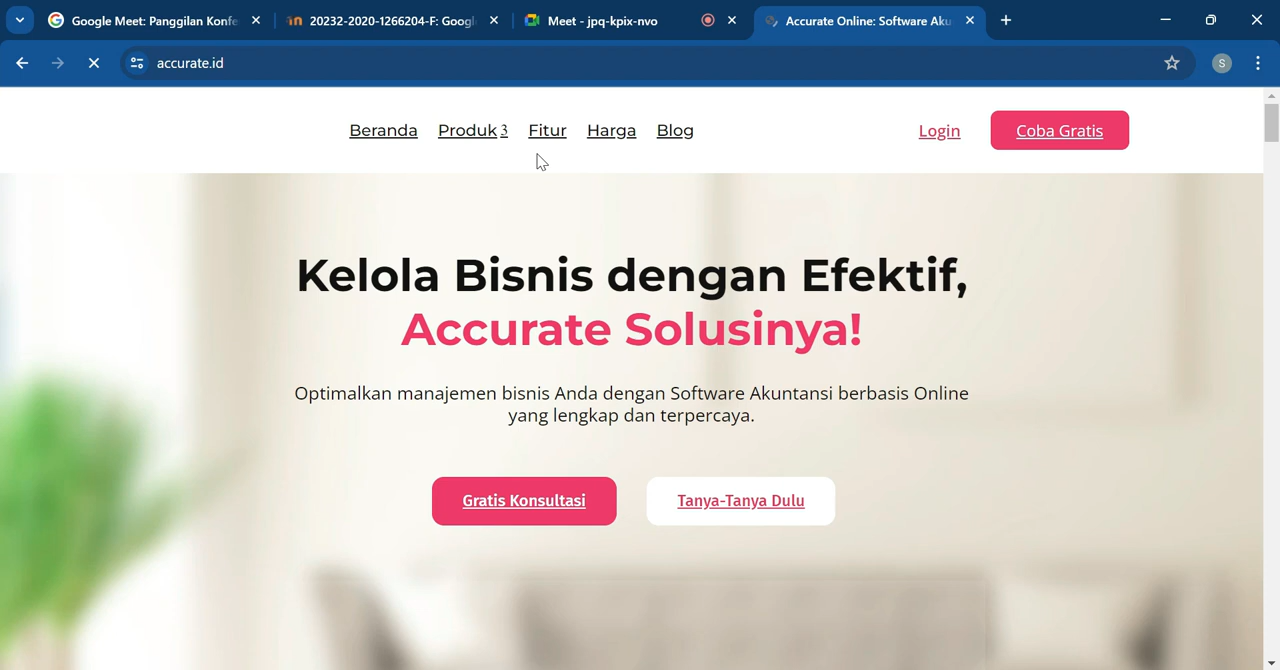 Google Meet: Panggilan Konfe
20232-2020-1266204-F: Googl
Meet - jpq-kpix-nvo
Accurate Online: Software Aku
accurate.id
S
Beranda
Produk 3
Fitur
Harga
Blog
Login
Coba Gratis
Kelola Bisnis dengan Efektif,
Accurate Solusinya!
Optimalkan manajemen bisnis Anda dengan Software Akuntansi berbasis Online
yang lengkap dan terpercaya.
Gratis Konsultasi
Tanya-Tanya Dulu